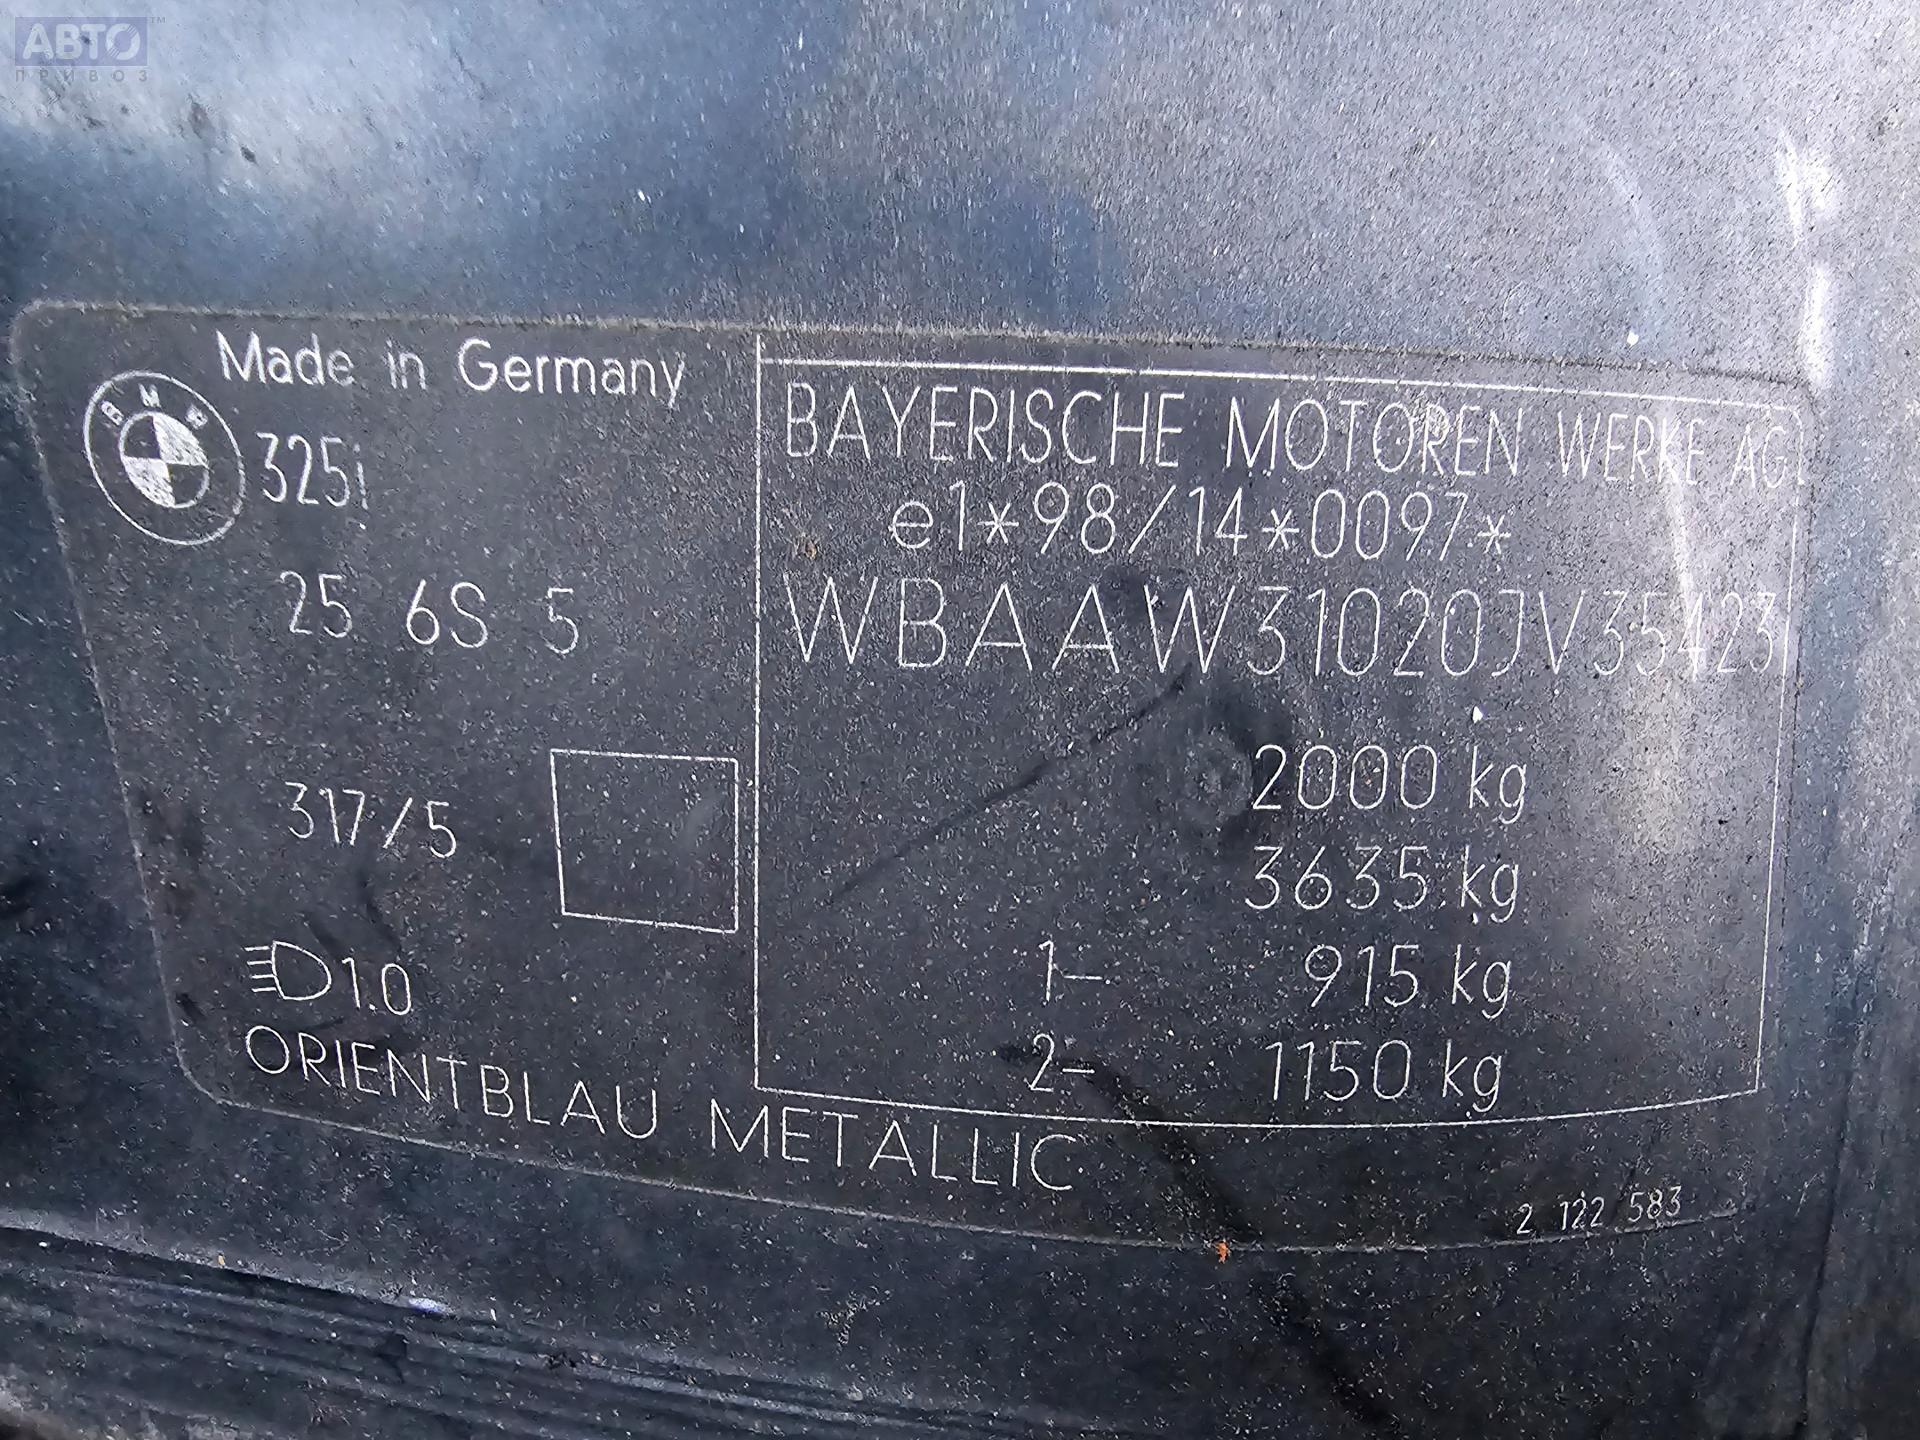 АВТО™
ПРИВОЗ
Made in Germany
BMW
325i
25 6S 5
317/5
1.0
ORIENTBLAU METALLIC
BAYERISCHE MOTOREN WERKE AG
e1*98/14*0097*
WBAAW31020JV35423
2000 kg
3635 kg
1- 915 kg
2- 1150 kg
2 122 583